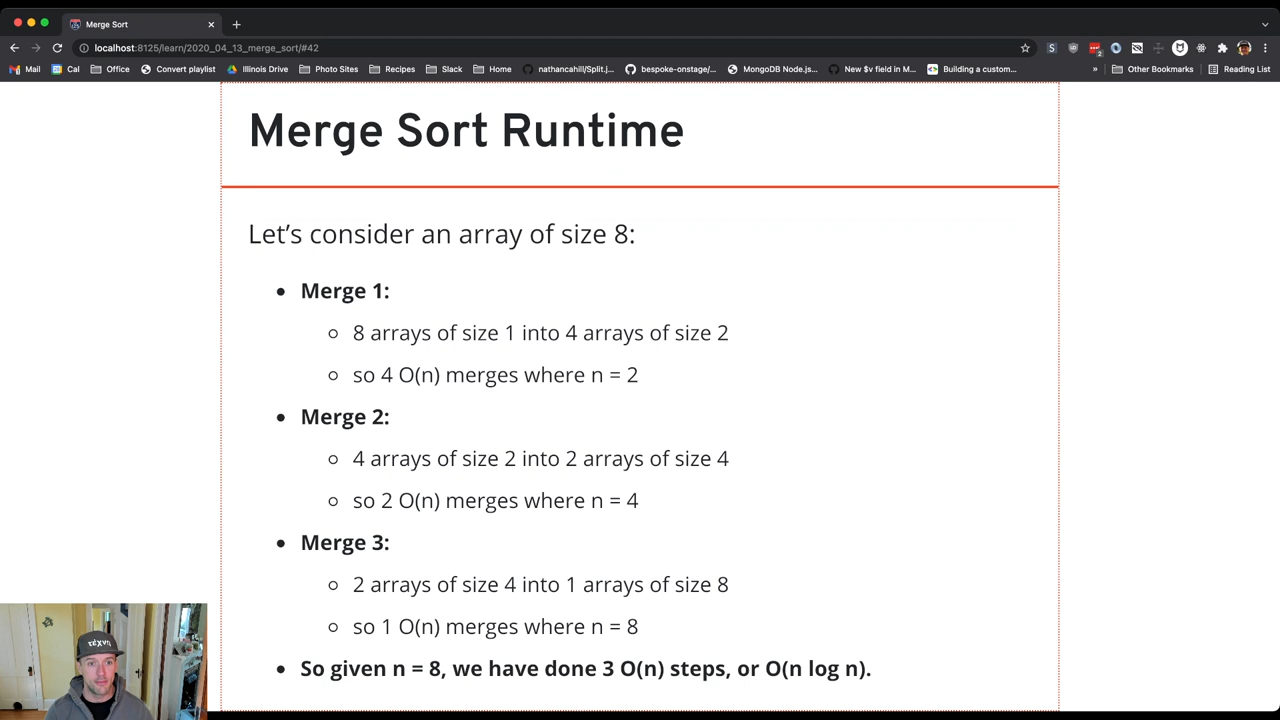 Merge Sort
localhost:8125/learn/2020_04_13_merge_sort/#42
Mail Cal Office Convert playlist Illinois Drive Photo Sites Recipes Slack Home nathancahill/Split.j... bespoke-onstage/... MongoDB Node.js... New $v field in M... Building a custom... » Other Bookmarks Reading List
Merge Sort Runtime
Let’s consider an array of size 8:
Merge 1:
8 arrays of size 1 into 4 arrays of size 2
so 4 O(n) merges where n = 2
Merge 2:
4 arrays of size 2 into 2 arrays of size 4
so 2 O(n) merges where n = 4
Merge 3:
2 arrays of size 4 into 1 arrays of size 8
so 1 O(n) merges where n = 8
So given n = 8, we have done 3 O(n) steps, or O(n log n).